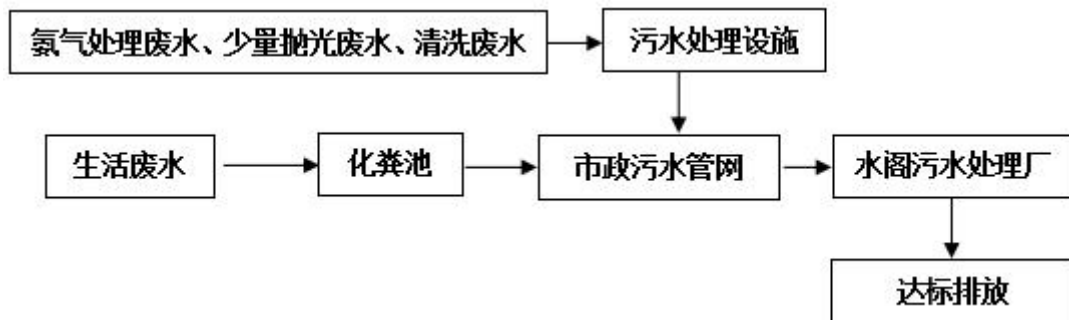 氨气处理废水、少量抛光废水、清洗废水
污水处理设施
生活废水
化粪池
市政污水管网
水阁污水处理厂
达标排放